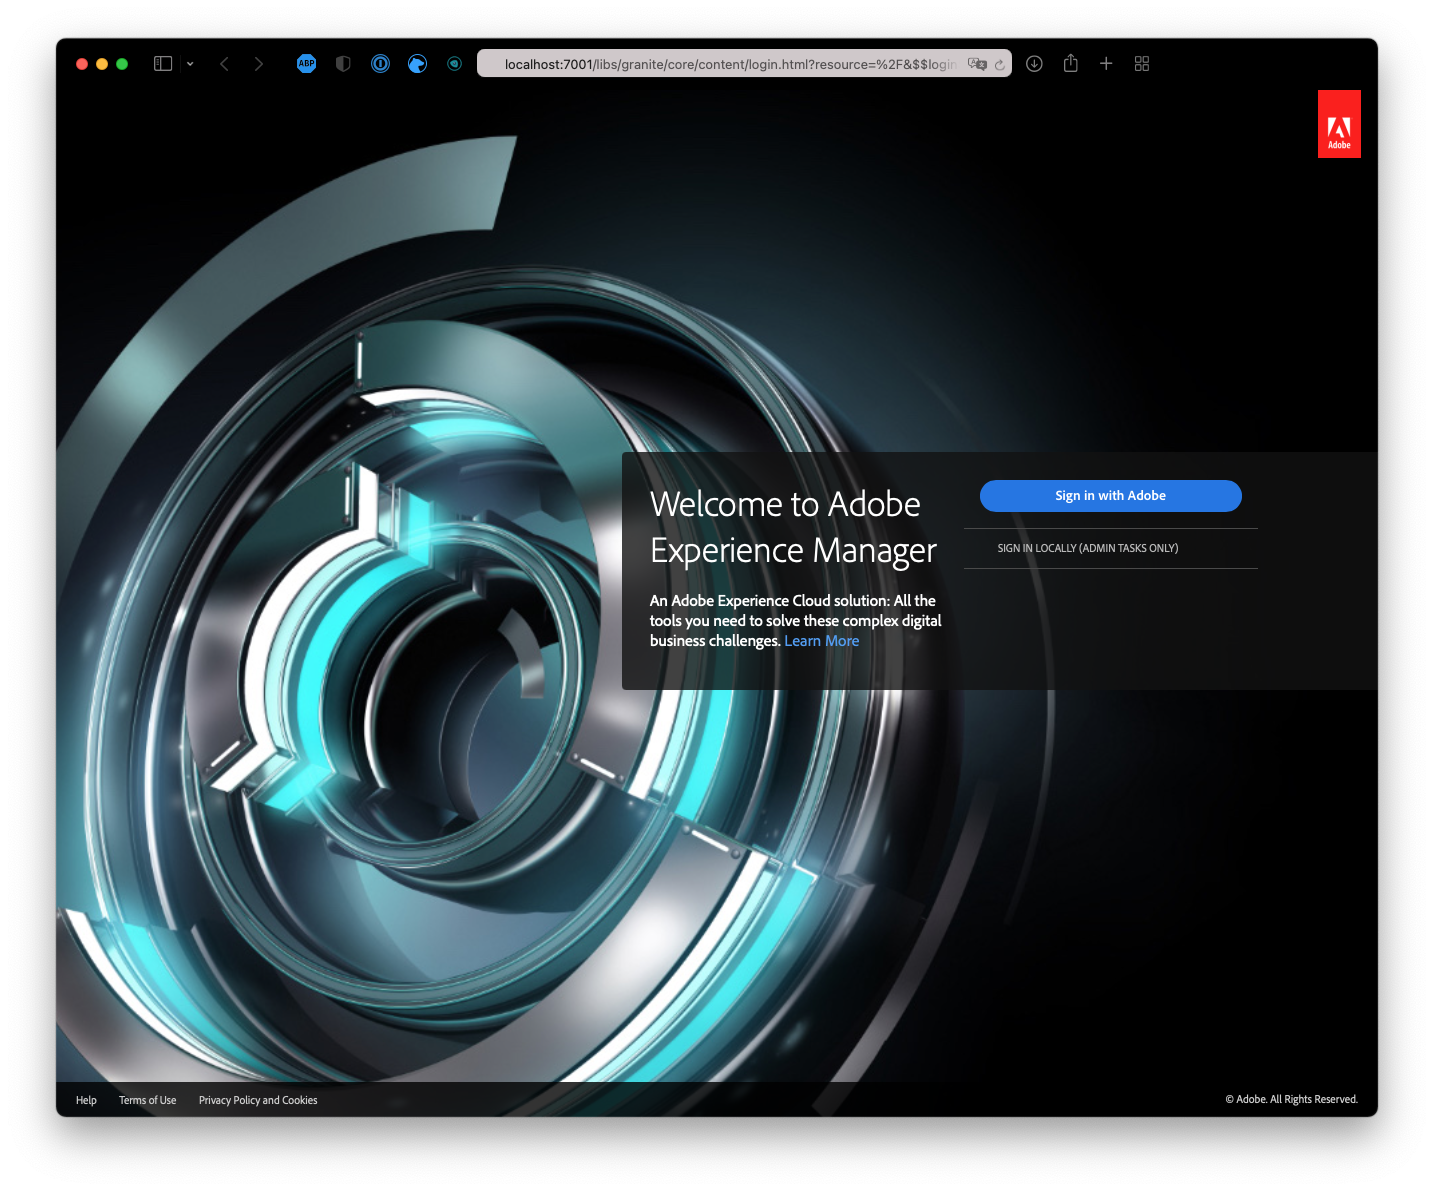 ABP
localhost:7001/libs/granite/core/content/login.html?resource=%2F&$$login
Adobe
Welcome to Adobe
Experience Manager
An Adobe Experience Cloud solution: All the
tools you need to solve these complex digital
business challenges. Learn More
Sign in with Adobe
SIGN IN LOCALLY (ADMIN TASKS ONLY)
Help
Terms of Use
Privacy Policy and Cookies
© Adobe. All Rights Reserved.